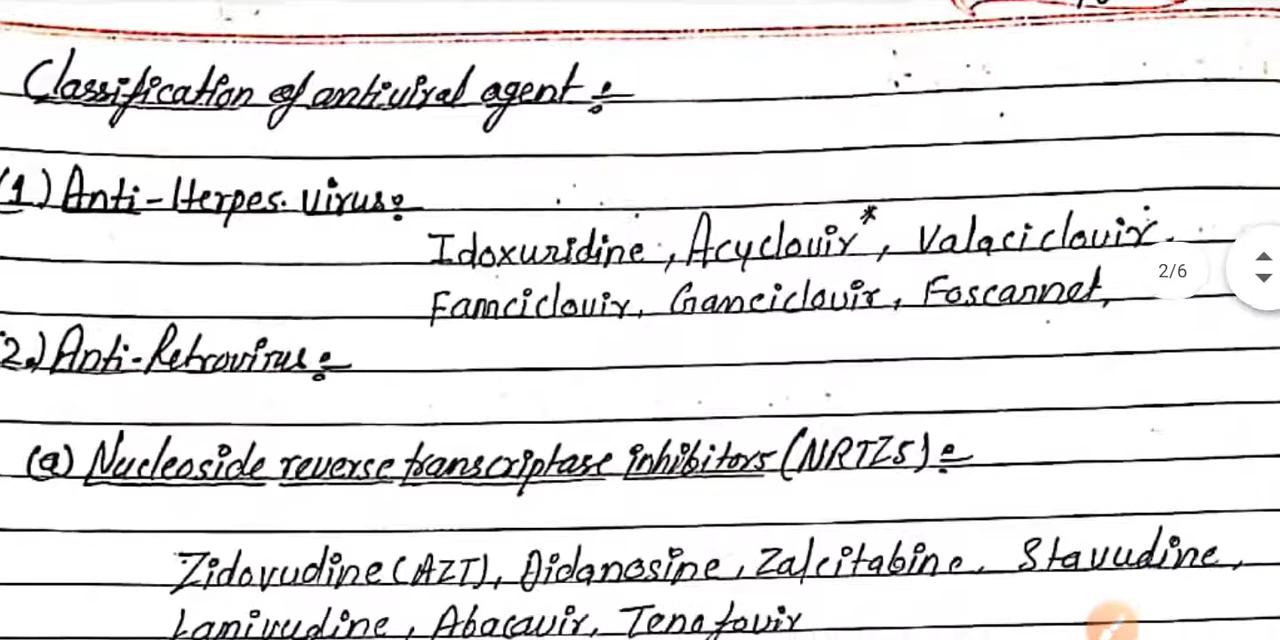 Classification of antiviral agent :-
(1) Anti-Herpes. virus:
Idoxuridine, Acyclovir*, Valaciclovir.
Famciclovir, Ganciclovir, Foscarnet,
2/6
2.) Anti-Retrovirus :-
(a) Nucleoside reverse transcriptase inhibitors (NRTIs) :-
Zidovudine (AZT), Didanosine, Zalcitabine, Stavudine,
Lamivudine, Abacavir, Tenofovir